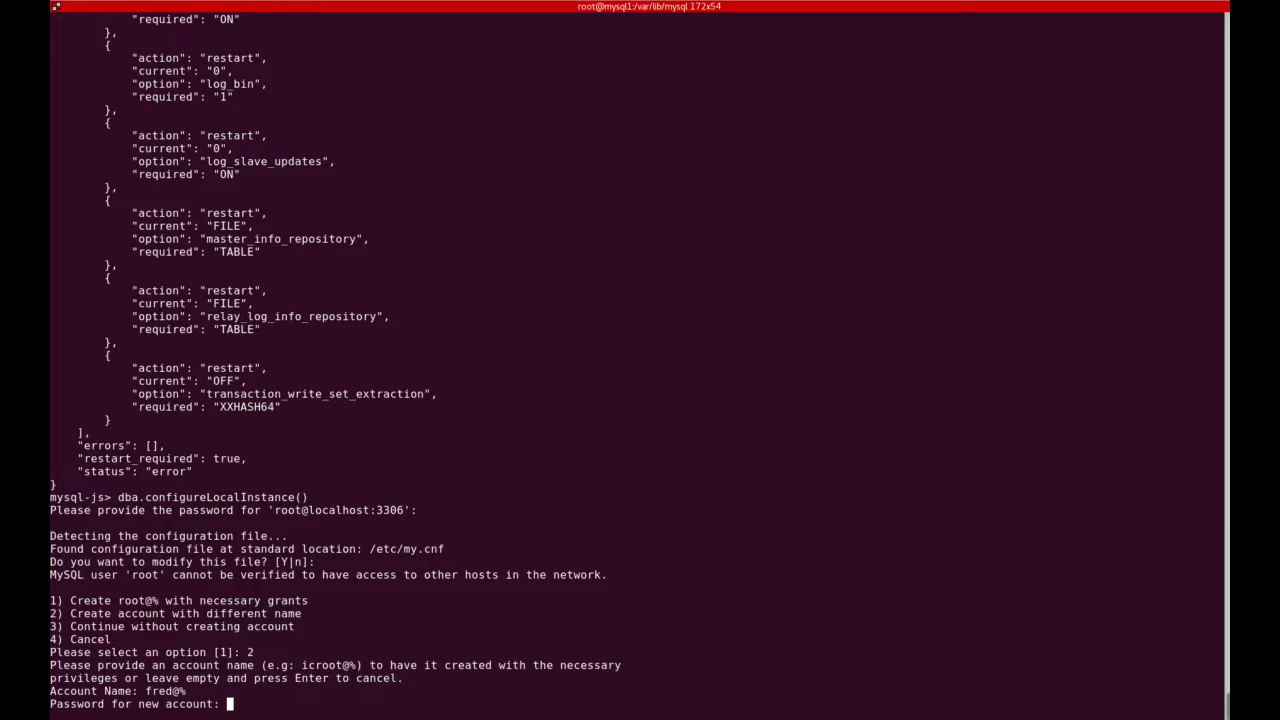 root@mysql1:/var/lib/mysql 172x54
"required": "ON"
},
{
"action": "restart",
"current": "0",
"option": "log_bin",
"required": "1"
},
{
"action": "restart",
"current": "0",
"option": "log_slave_updates",
"required": "ON"
},
{
"action": "restart",
"current": "FILE",
"option": "master_info_repository",
"required": "TABLE"
},
{
"action": "restart",
"current": "FILE",
"option": "relay_log_info_repository",
"required": "TABLE"
},
{
"action": "restart",
"current": "OFF",
"option": "transaction_write_set_extraction",
"required": "XXHASH64"
}
],
"errors": [],
"restart_required": true,
"status": "error"
}
mysql-js> dba.configureLocalInstance()
Please provide the password for 'root@localhost:3306':
Detecting the configuration file...
Found configuration file at standard location: /etc/my.cnf
Do you want to modify this file? [Y|n]:
MySQL user 'root' cannot be verified to have access to other hosts in the network.
1) Create root@% with necessary grants
2) Create account with different name
3) Continue without creating account
4) Cancel
Please select an option [1]: 2
Please provide an account name (e.g: icroot@%) to have it created with the necessary
privileges or leave empty and press Enter to cancel.
Account Name: fred@%
Password for new account: